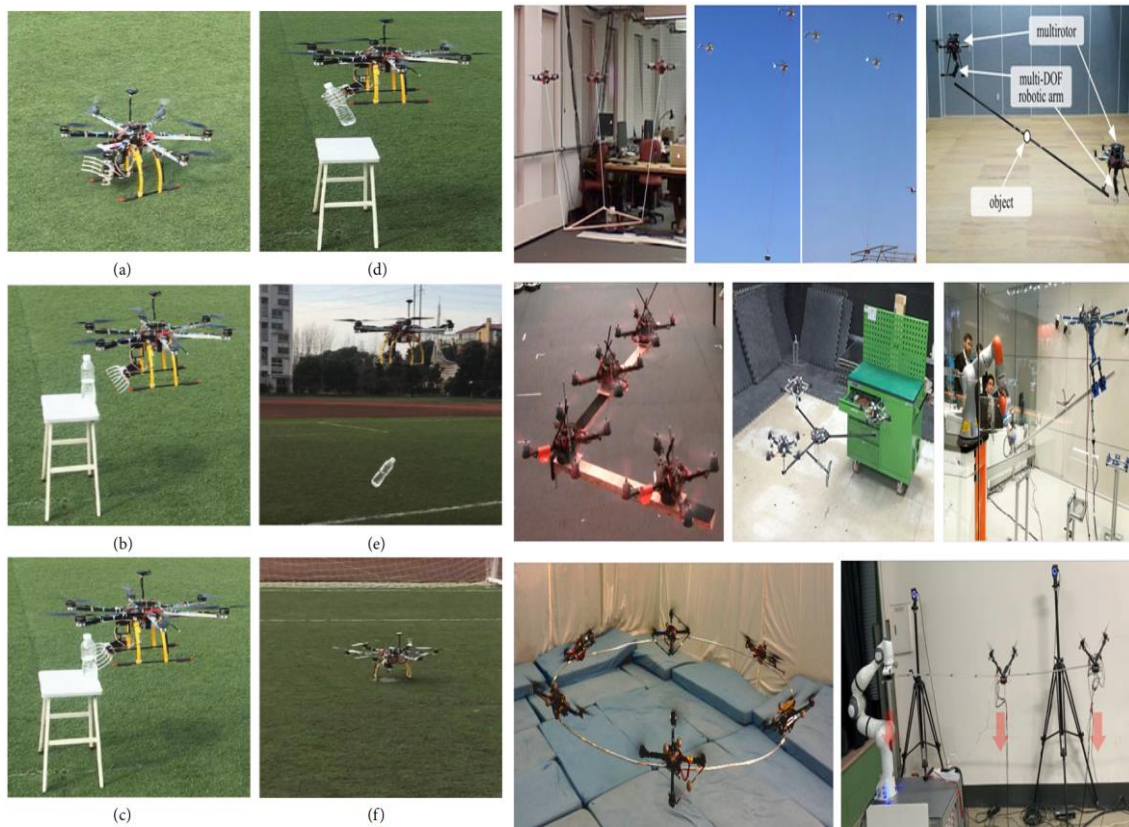 (a)
(d)
(b)
(e)
(c)
(f)
multirotor
multi-DOF
robotic arm
object